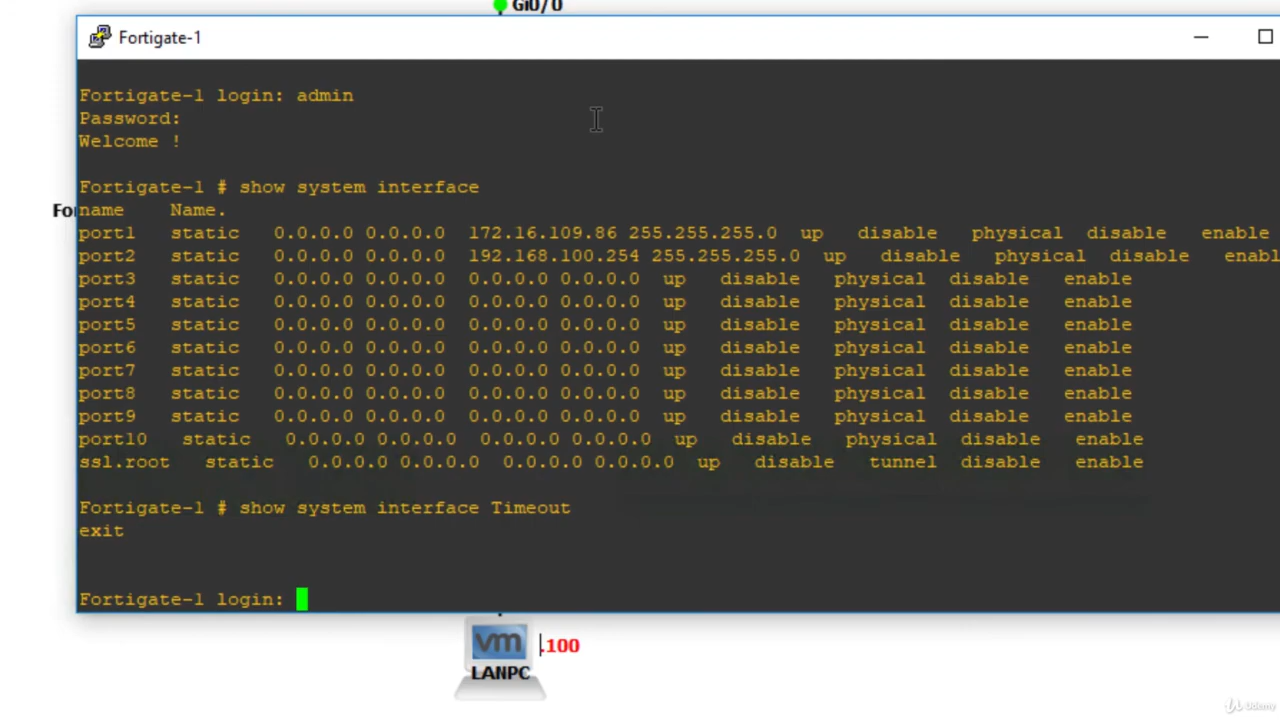 Gi0/0
Fortigate-1
Fortigate-1 login: admin
Password:
Welcome !
Fortigate-1 # show system interface
For
name    Name.
port1   static   0.0.0.0 0.0.0.0  172.16.109.86 255.255.255.0  up   disable   physical  disable   enable
port2   static   0.0.0.0 0.0.0.0  192.168.100.254 255.255.255.0  up   disable   physical  disable   enabl
port3   static   0.0.0.0 0.0.0.0  0.0.0.0 0.0.0.0  up   disable   physical  disable   enable
port4   static   0.0.0.0 0.0.0.0  0.0.0.0 0.0.0.0  up   disable   physical  disable   enable
port5   static   0.0.0.0 0.0.0.0  0.0.0.0 0.0.0.0  up   disable   physical  disable   enable
port6   static   0.0.0.0 0.0.0.0  0.0.0.0 0.0.0.0  up   disable   physical  disable   enable
port7   static   0.0.0.0 0.0.0.0  0.0.0.0 0.0.0.0  up   disable   physical  disable   enable
port8   static   0.0.0.0 0.0.0.0  0.0.0.0 0.0.0.0  up   disable   physical  disable   enable
port9   static   0.0.0.0 0.0.0.0  0.0.0.0 0.0.0.0  up   disable   physical  disable   enable
port10   static   0.0.0.0 0.0.0.0  0.0.0.0 0.0.0.0  up   disable   physical  disable   enable
ssl.root   static   0.0.0.0 0.0.0.0  0.0.0.0 0.0.0.0  up   disable   tunnel  disable   enable
Fortigate-1 # show system interface Timeout
exit
Fortigate-1 login:
vm
.100
LANPC
Udemy